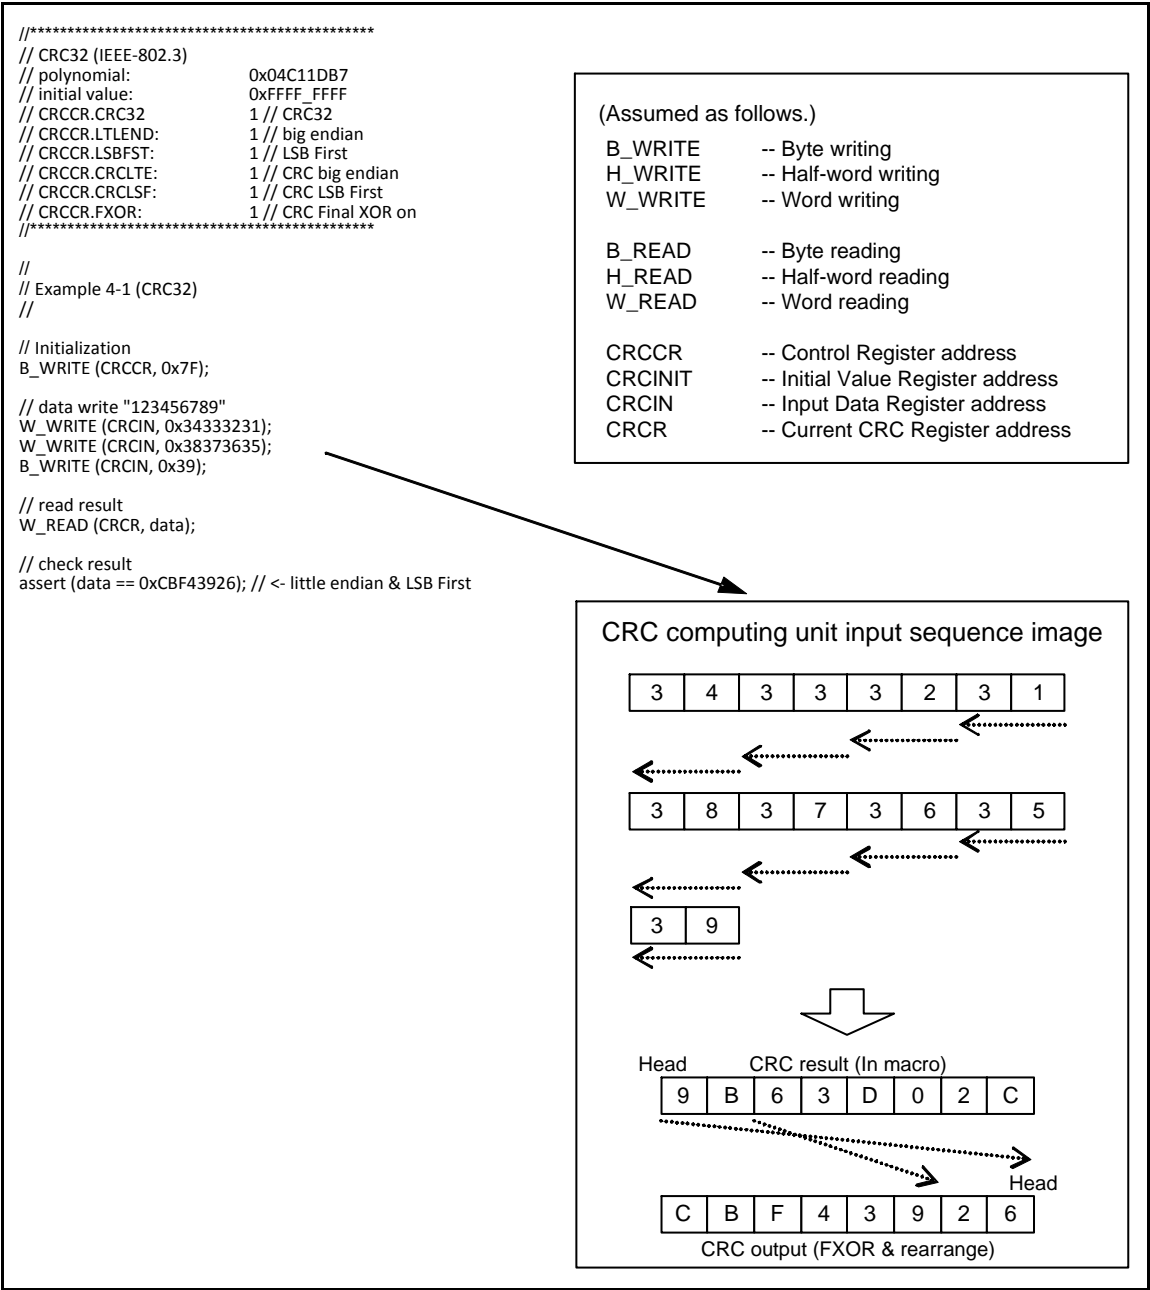 //**********************************************
// CRC32 (IEEE-802.3)
// polynomial: 0x04C11DB7
// initial value: 0xFFFF_FFFF
// CRCCR.CRC32 1 // CRC32
// CRCCR.LTLEND: 1 // big endian
// CRCCR.LSBFST: 1 // LSB First
// CRCCR.CRCLTE: 1 // CRC big endian
// CRCCR.CRCLSF: 1 // CRC LSB First
// CRCCR.FXOR: 1 // CRC Final XOR on
//**********************************************
//
// Example 4-1 (CRC32)
//
// Initialization
B_WRITE (CRCCR, 0x7F);
// data write "123456789"
W_WRITE (CRCIN, 0x34333231);
W_WRITE (CRCIN, 0x38373635);
B_WRITE (CRCIN, 0x39);
// read result
W_READ (CRCR, data);
// check result
assert (data == 0xCBF43926); // <- little endian & LSB First
(Assumed as follows.)
B_WRITE -- Byte writing
H_WRITE -- Half-word writing
W_WRITE -- Word writing
B_READ -- Byte reading
H_READ -- Half-word reading
W_READ -- Word reading
CRCCR -- Control Register address
CRCINIT -- Initial Value Register address
CRCIN -- Input Data Register address
CRCR -- Current CRC Register address
CRC computing unit input sequence image
3 4 3 3 3 2 3 1
3 8 3 7 3 6 3 5
3 9
Head CRC result (In macro)
9 B 6 3 D 0 2 C
Head
C B F 4 3 9 2 6
CRC output (FXOR & rearrange)